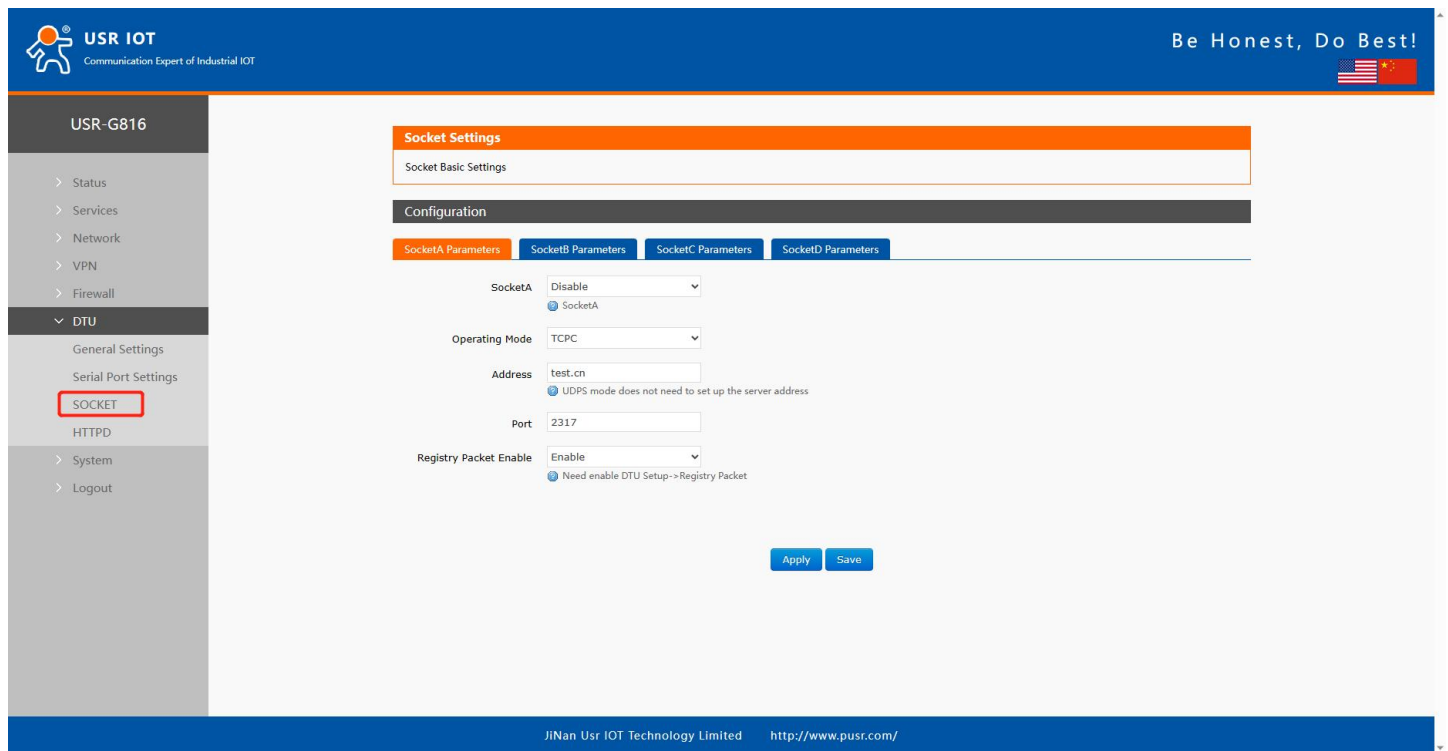 USR IOT
Communication Expert of Industrial IOT
Be Honest, Do Best!
USR-G816
Status
Services
Network
VPN
Firewall
DTU
General Settings
Serial Port Settings
SOCKET
HTTPD
System
Logout
Socket Settings
Socket Basic Settings
Configuration
SocketA Parameters SocketB Parameters SocketC Parameters SocketD Parameters
SocketA Disable
SocketA
Operating Mode TCPC
Address test.cn
UDPS mode does not need to set up the server address
Port 2317
Registry Packet Enable Enable
Need enable DTU Setup->Registry Packet
Apply Save
JiNan Usr IOT Technology Limited http://www.pusr.com/